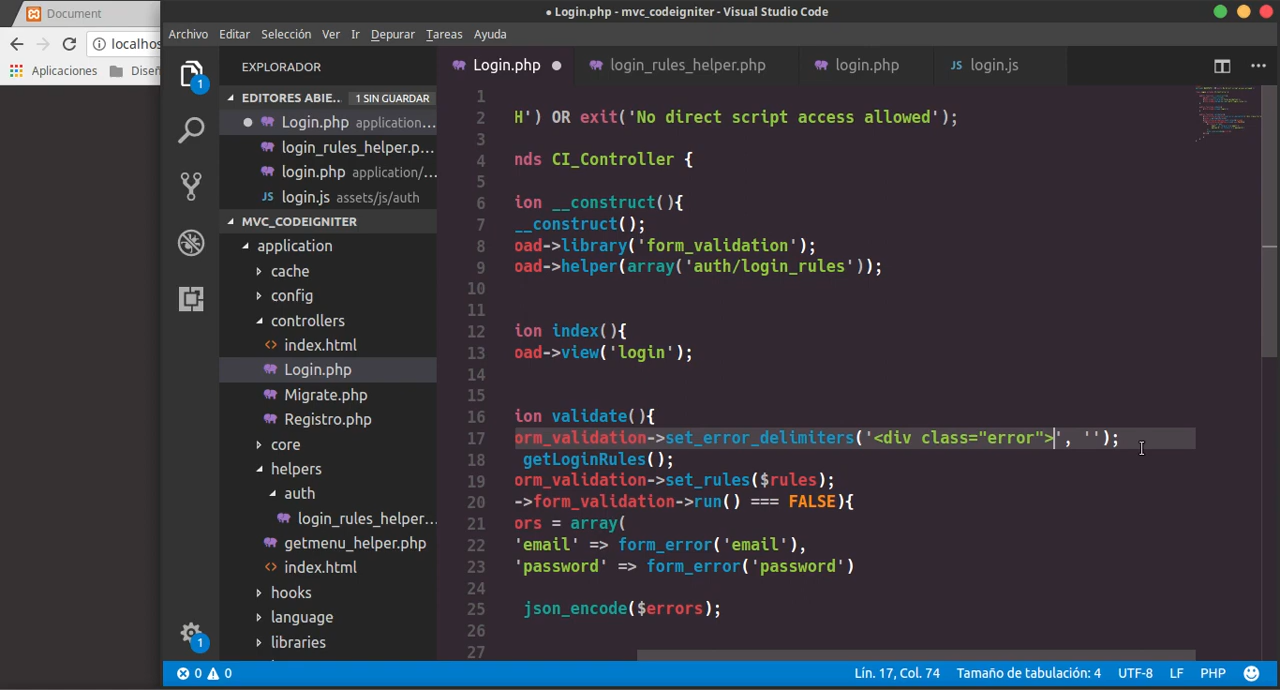 Document
localhos
Aplicaciones
Diseñ
• Login.php - mvc_codeigniter - Visual Studio Code
Archivo Editar Selección Ver Ir Depurar Tareas Ayuda
1
EXPLORADOR
EDITORES ABIE... 1 SIN GUARDAR
Login.php application...
login_rules_helper.p...
login.php application/...
JS login.js assets/js/auth
MVC_CODEIGNITER
application
cache
config
controllers
<> index.html
Login.php
Migrate.php
Registro.php
core
helpers
auth
login_rules_helper...
getmenu_helper.php
<> index.html
hooks
language
libraries
1
Login.php login_rules_helper.php login.php JS login.js
1
2 H') OR exit('No direct script access allowed');
3
4 nds CI_Controller {
5
6 ion __construct(){
7 __construct();
8 oad->library('form_validation');
9 oad->helper(array('auth/login_rules'));
10
11
12 ion index(){
13 oad->view('login');
14
15
16 ion validate(){
17 orm_validation->set_error_delimiters('<div class="error">', '');
18 getLoginRules();
19 orm_validation->set_rules($rules);
20 ->form_validation->run() === FALSE){
21 ors = array(
22 'email' => form_error('email'),
23 'password' => form_error('password')
24
25 json_encode($errors);
26
27
0 0 Lín. 17, Col. 74 Tamaño de tabulación: 4 UTF-8 LF PHP